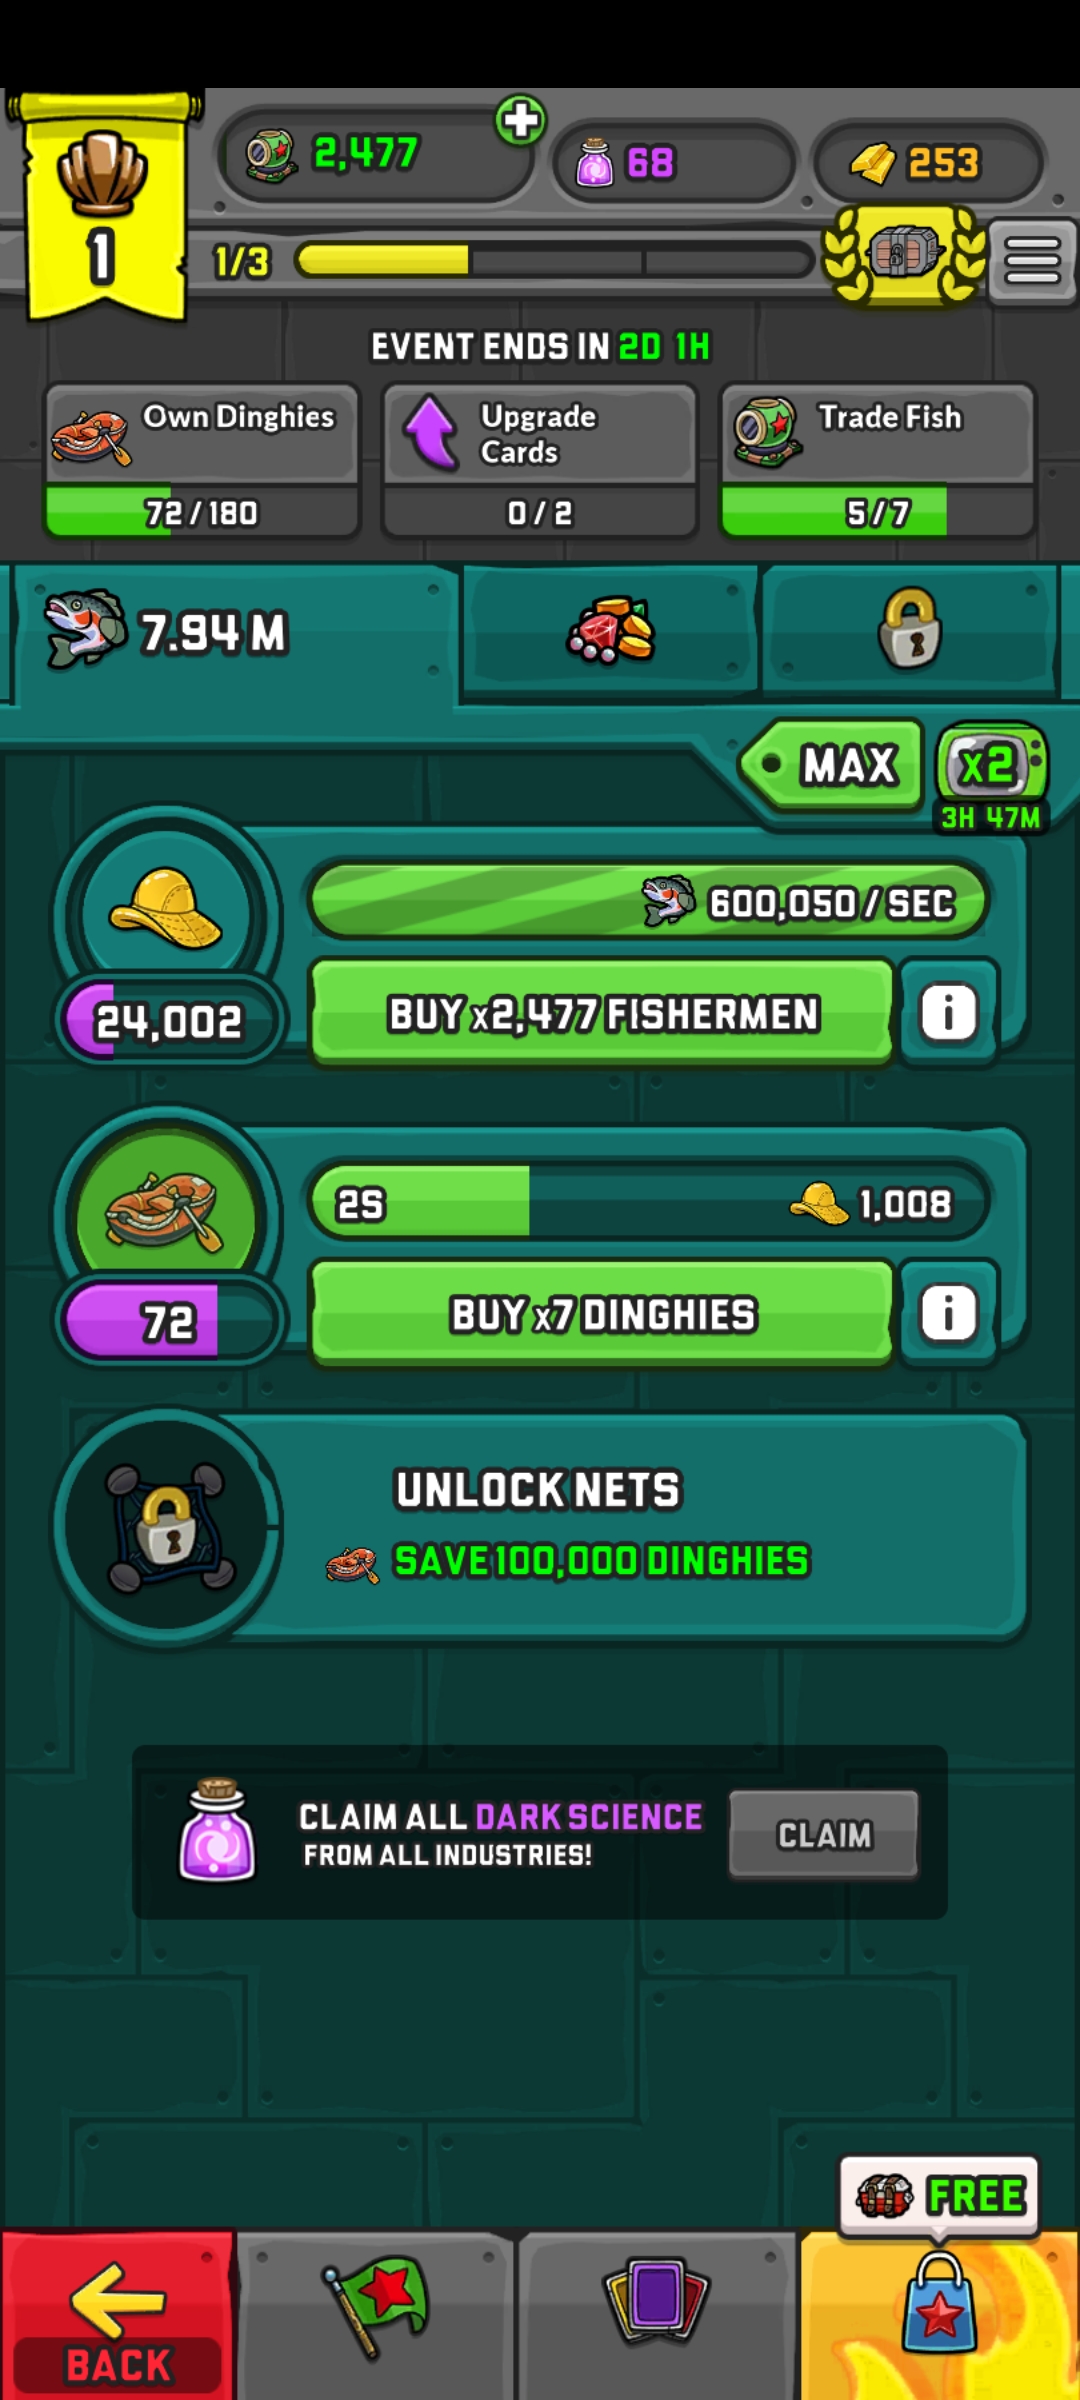 2,477
68
253
1
1/3
EVENT ENDS IN 2D 1H
Own Dinghies
72/180
Upgrade
Cards
0/2
Trade Fish
5/7
7.94 M
MAX
x2
3H 47M
600,050/SEC
24,002
BUY x2,477 FISHERMEN
i
2S
1,008
72
BUY x7 DINGHIES
i
UNLOCK NETS
SAVE 100,000 DINGHIES
CLAIM ALL DARK SCIENCE
FROM ALL INDUSTRIES!
CLAIM
FREE
BACK